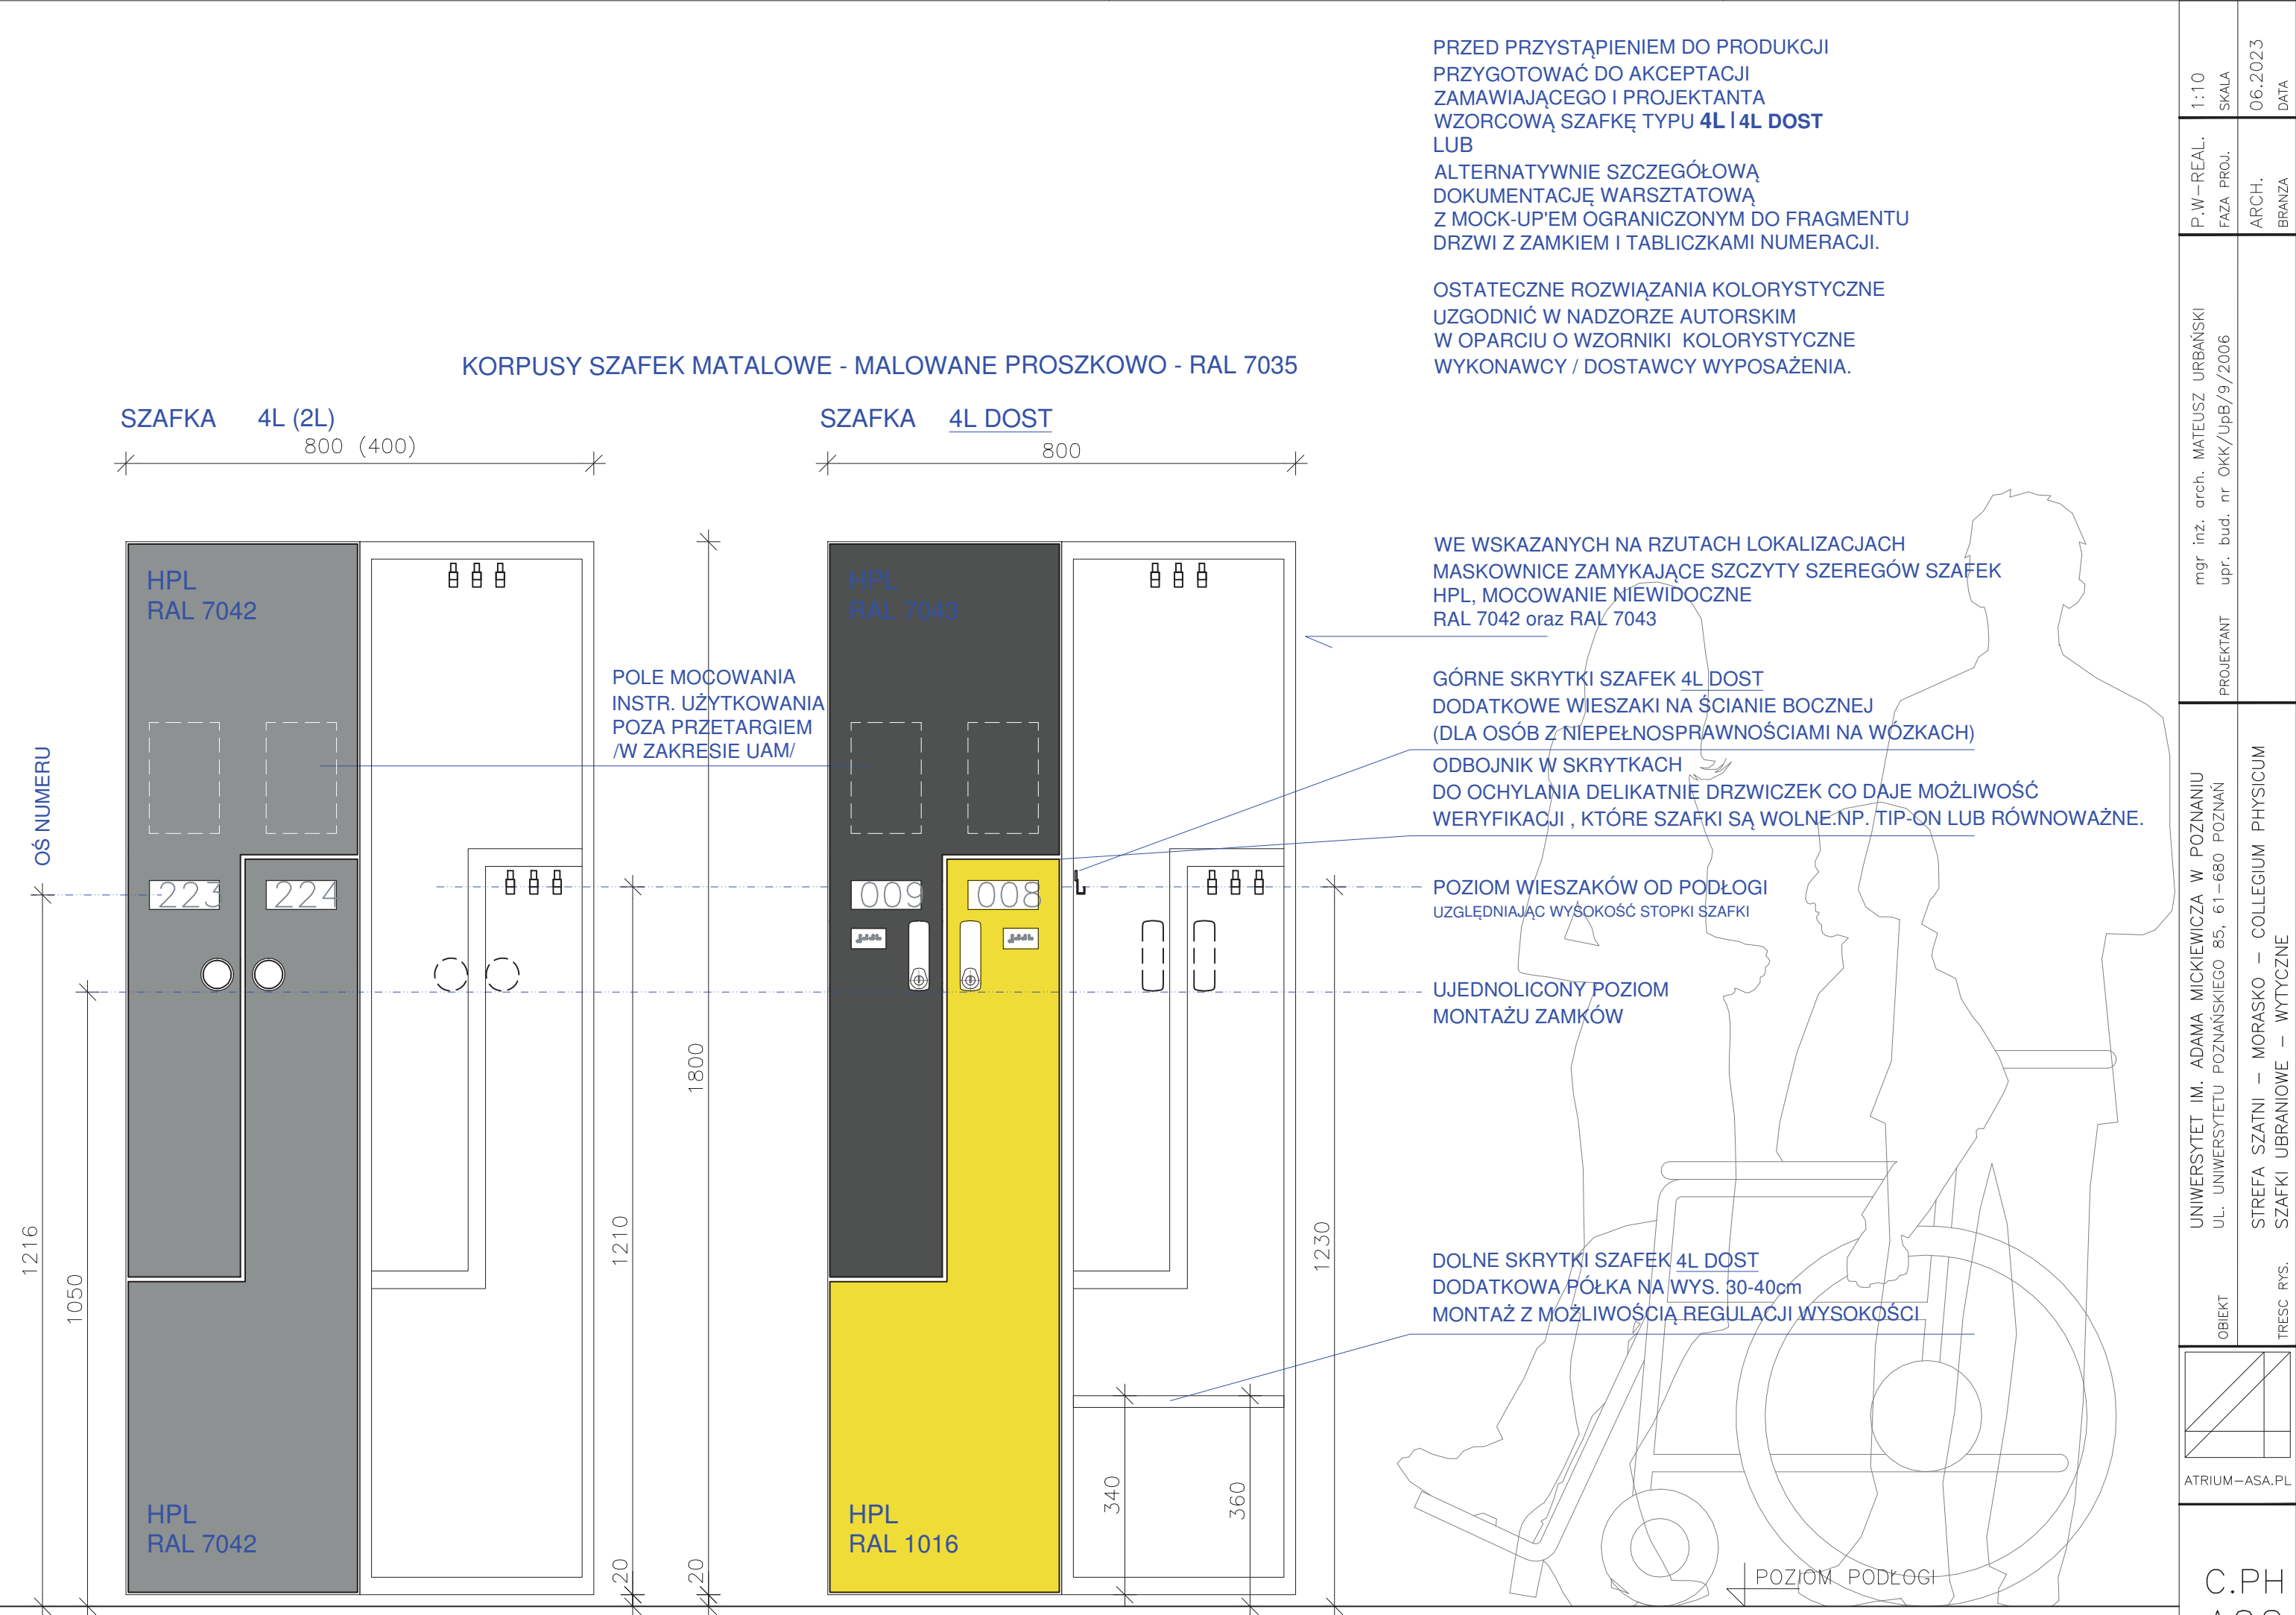 PRZED PRZYSTĄPIENIEM DO PRODUKCJI
PRZYGOTOWAĆ DO AKCEPTACJI
ZAMAWIAJĄCEGO I PROJEKTANTA
WZORCOWĄ SZAFKĘ TYPU 4L | 4L DOST
LUB
ALTERNATYWNIE SZCZEGÓŁOWĄ
DOKUMENTACJĘ WARSZTATOWĄ
Z MOCK-UP'EM OGRANICZONYM DO FRAGMENTU
DRZWI Z ZAMKIEM I TABLICZKAMI NUMERACJI.
OSTATECZNE ROZWIĄZANIA KOLORYSTYCZNE
UZGODNIĆ W NADZORZE AUTORSKIM
W OPARCIU O WZORNIKI KOLORYSTYCZNE
WYKONAWCY / DOSTAWCY WYPOSAŻENIA.
KORPUSY SZAFEK MATALOWE - MALOWANE PROSZKOWO - RAL 7035
SZAFKA 4L (2L)
800 (400)
SZAFKA 4L DOST
800
HPL
RAL 7042
HPL
RAL 7043
POLE MOCOWANIA
INSTR. UŻYTKOWANIA
POZA PRZETARGIEM
/W ZAKRESIE UAM/
OŚ NUMERU
223
224
009
008
1216
1050
1210
20
1800
20
1230
340
360
HPL
RAL 7042
HPL
RAL 1016
WE WSKAZANYCH NA RZUTACH LOKALIZACJACH
MASKOWNICE ZAMYKAJĄCE SZCZYTY SZEREGÓW SZAFEK
HPL, MOCOWANIE NIEWIDOCZNE
RAL 7042 oraz RAL 7043
GÓRNE SKRYTKI SZAFEK 4L DOST
DODATKOWE WIESZAKI NA ŚCIANIE BOCZNEJ
(DLA OSÓB Z NIEPEŁNOSPRAWNOŚCIAMI NA WÓZKACH)
ODBOJNIK W SKRYTKACH
DO OCHYLANIA DELIKATNIE DRZWICZEK CO DAJE MOŻLIWOŚĆ
WERYFIKACJI , KTÓRE SZAFKI SĄ WOLNE.NP. TIP-ON LUB RÓWNOWAŻNE.
POZIOM WIESZAKÓW OD PODŁOGI
UZGLĘDNIAJĄC WYSOKOŚĆ STOPKI SZAFKI
UJEDNOLICONY POZIOM
MONTAŻU ZAMKÓW
DOLNE SKRYTKI SZAFEK 4L DOST
DODATKOWA PÓŁKA NA WYS. 30-40cm
MONTAŻ Z MOŻLIWOŚCIĄ REGULACJI WYSOKOŚCI
POZIOM PODŁOGI
1:10
SKALA
06.2023
DATA
P.W-REAL.
FAZA PROJ.
ARCH.
BRANZA
mgr inż. arch. MATEUSZ URBAŃSKI
PROJEKTANT upr. bud. nr OKK/UpB/9/2006
UNIWERSYTET IM. ADAMA MICKIEWICZA W POZNANIU
OBIEKT UL. UNIWERSYTETU POZNAŃSKIEGO 85, 61-680 POZNAŃ
STREFA SZATNI - MORASKO - COLLEGIUM PHYSICUM
TRESC RYS. SZAFKI UBRANIOWE - WYTYCZNE
ATRIUM-ASA.PL
C.PH